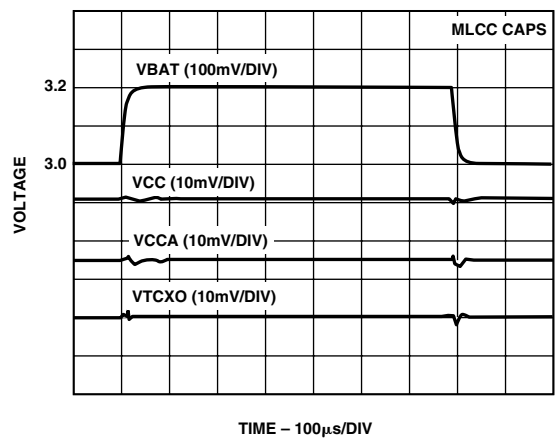 MLCC CAPS
VBAT (100mV/DIV)
3.2
3.0
VCC (10mV/DIV)
VOLTAGE
VCCA (10mV/DIV)
VTCXO (10mV/DIV)
TIME – 100μs/DIV